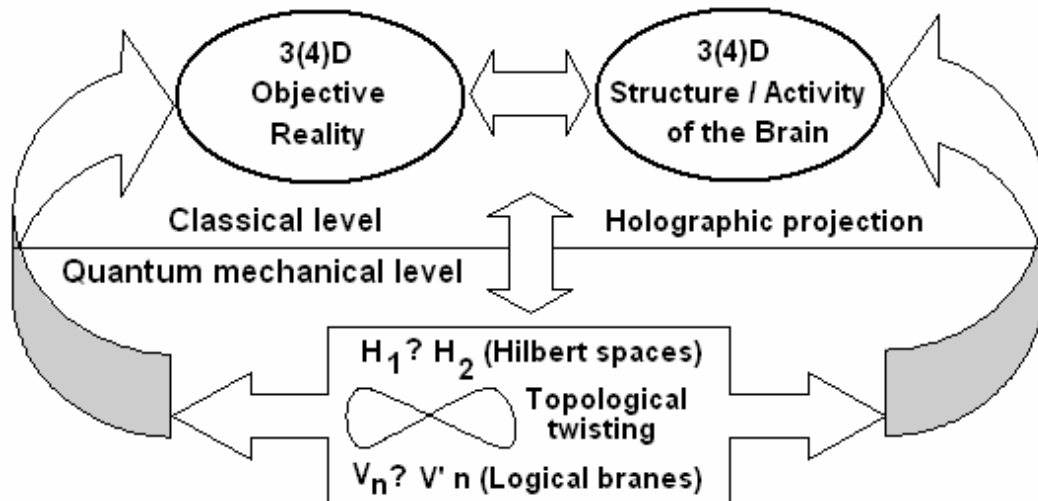 3(4)D
Objective
Reality
3(4)D
Structure / Activity
of the Brain
Classical level
Holographic projection
Quantum mechanical level
H1? H2 (Hilbert spaces)
Topological
twisting
Vn? V' n (Logical branes)